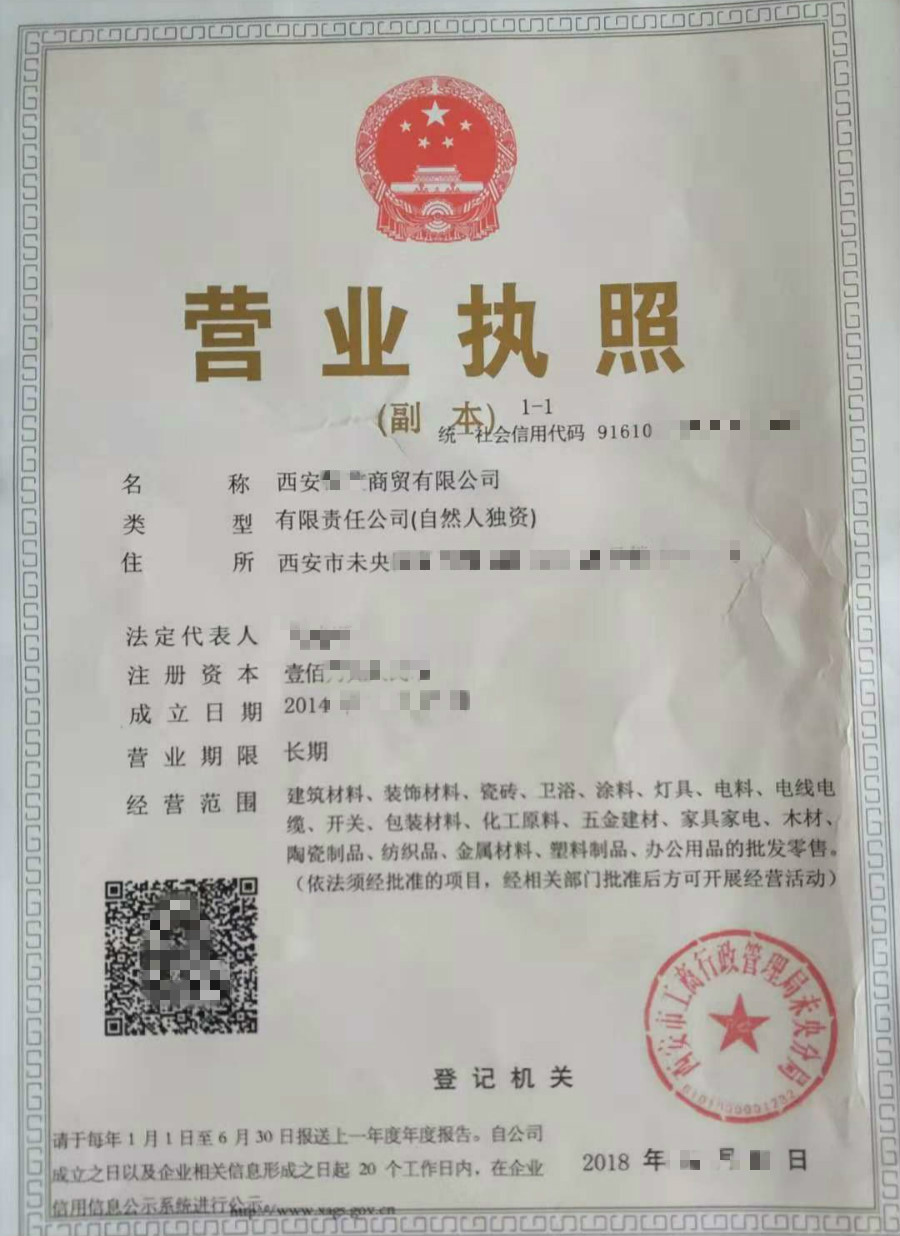 营业执照
(副 本) 1-1
统一社会信用代码 91610
名 称 西安 商贸有限公司
类 型 有限责任公司(自然人独资)
住 所 西安市未央
法定代表人
注册资本 壹佰
成立日期 2014
营业期限 长期
经营范围 建筑材料、装饰材料、瓷砖、卫浴、涂料、灯具、电料、电线电
缆、开关、包装材料、化工原料、五金建材、家具家电、木材、
陶瓷制品、纺织品、金属材料、塑料制品、办公用品的批发零售。
（依法须经批准的项目，经相关部门批准后方可开展经营活动）
西安市工商行政管理局未央分局
登记机关
2018 年 月 日
请于每年1月1日至6月30日报送上一年度年度报告。自公司
成立之日以及企业相关信息形成之日起 20 个工作日内，在企业
信用信息公示系统进行公示。
http://www.xags.gov.cn